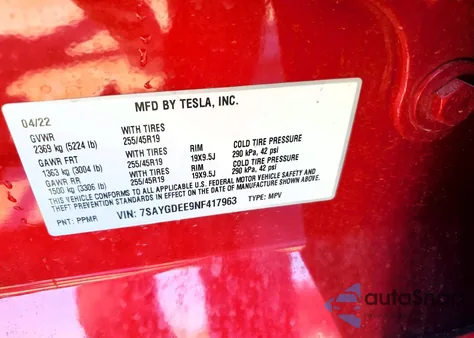 MFD BY TESLA, INC.
04/22
GVWR WITH TIRES RIM COLD TIRE PRESSURE
2369 kg (5224 lb) 255/45R19 19X9.5J 290 kPa, 42 psi
GAWR FRT WITH TIRES RIM COLD TIRE PRESSURE
1363 kg (3004 lb) 255/45R19 19X9.5J 290 kPa, 42 psi
GAWR RR WITH TIRES
1500 kg (3306 lb) 255/45R19
THIS VEHICLE CONFORMS TO ALL APPLICABLE U.S. FEDERAL MOTOR VEHICLE SAFETY AND
THEFT PREVENTION STANDARDS IN EFFECT ON THE DATE OF MANUFACTURE SHOWN ABOVE.
PNT: PPMR VIN: 7SAYGDEE9NF417963 TYPE: MPV